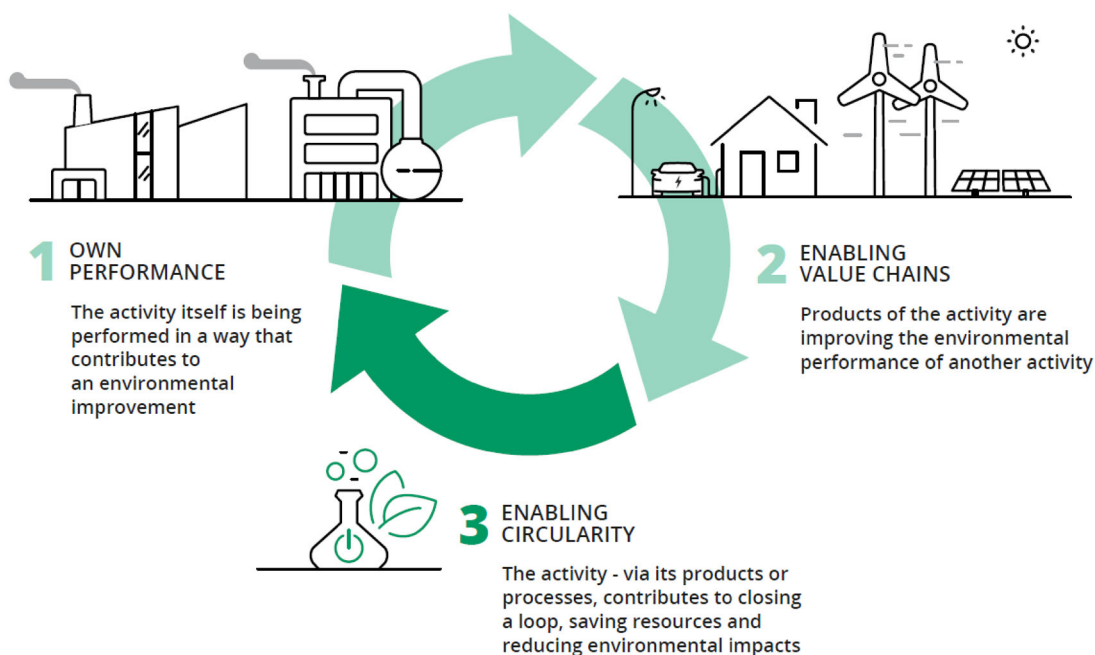 1 OWN
PERFORMANCE
The activity itself is being
performed in a way that
contributes to
an environmental
improvement
2 ENABLING
VALUE CHAINS
Products of the activity are
improving the environmental
performance of another activity
3 ENABLING
CIRCULARITY
The activity - via its products or
processes, contributes to closing
a loop, saving resources and
reducing environmental impacts